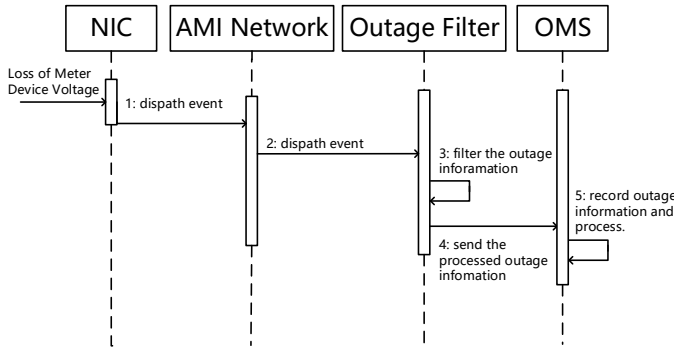 NIC
AMI Network
Outage Filter
OMS
Loss of Meter
Device Voltage
1: dispath event
2: dispath event
3: filter the outage
inforamation
4: send the
processed outage
infomation
5: record outage
information and
process.